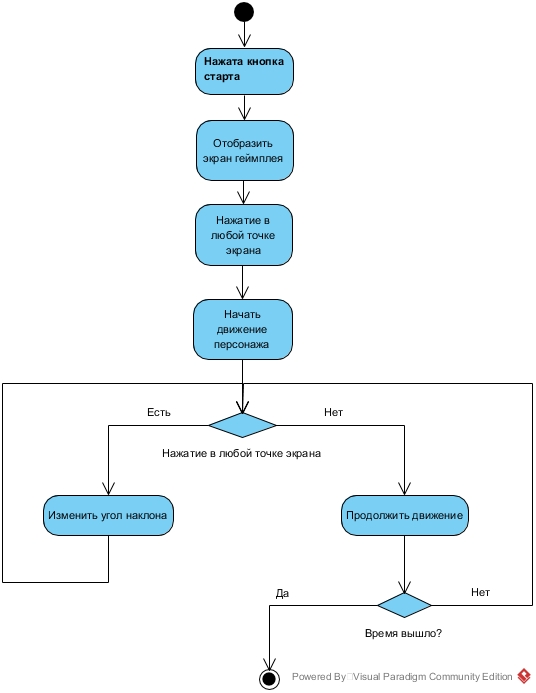 Нажата кнопка
старта
Отобразить
экран геймплея
Нажатие в
любой точке
экрана
Начать
движение
персонажа
Есть
Нет
Нажатие в любой точке экрана
Изменить угол наклона
Продолжить движение
Да
Нет
Время вышло?
Powered By Visual Paradigm Community Edition